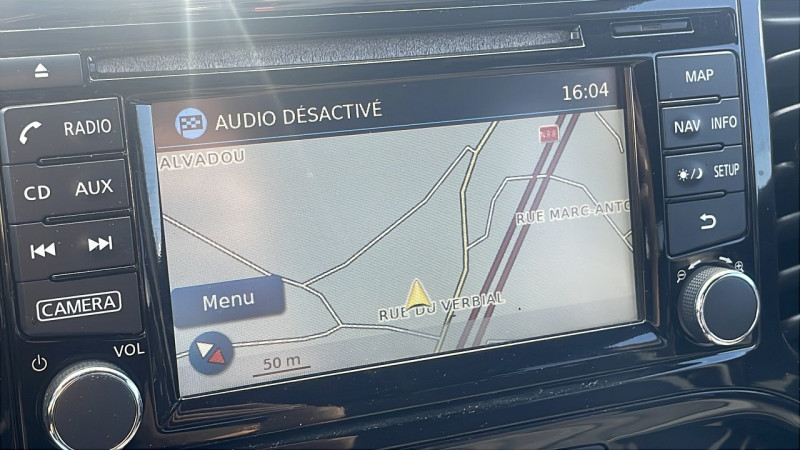 RADIO
CD AUX
CAMERA
VOL
AUDIO DÉSACTIVÉ
16:04
ALVADOU
RUE MARC-ANTO
RUE DU VERBIAL
Menu
50 m
MAP
NAV INFO
SETUP